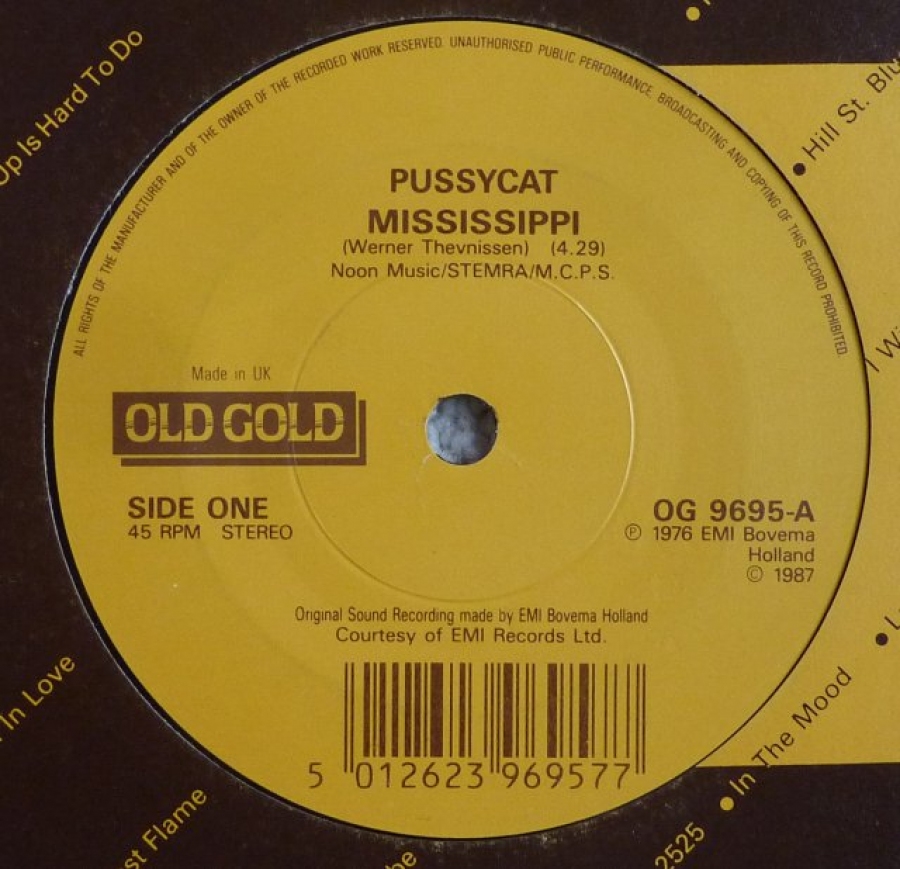 ALL RIGHTS OF THE MANUFACTURER AND OF THE OWNER OF THE RECORDED WORK RESERVED. UNAUTHORISED PUBLIC PERFORMANCE, BROADCASTING AND COPYING OF THIS RECORD PROHIBITED
PUSSYCAT
MISSISSIPPI
(Werner Thevnissen) (4.29)
Noon Music/STEMRA/M.C.P.S.
Made in UK
OLD GOLD
SIDE ONE
45 RPM STEREO
OG 9695-A
℗ 1976 EMI Bovema
Holland
© 1987
Original Sound Recording made by EMI Bovema Holland
Courtesy of EMI Records Ltd.
5 012623 969577
Up Is Hard To Do
• Hill St. Blu
In Love
st Flame
be
2525
• In The Mood